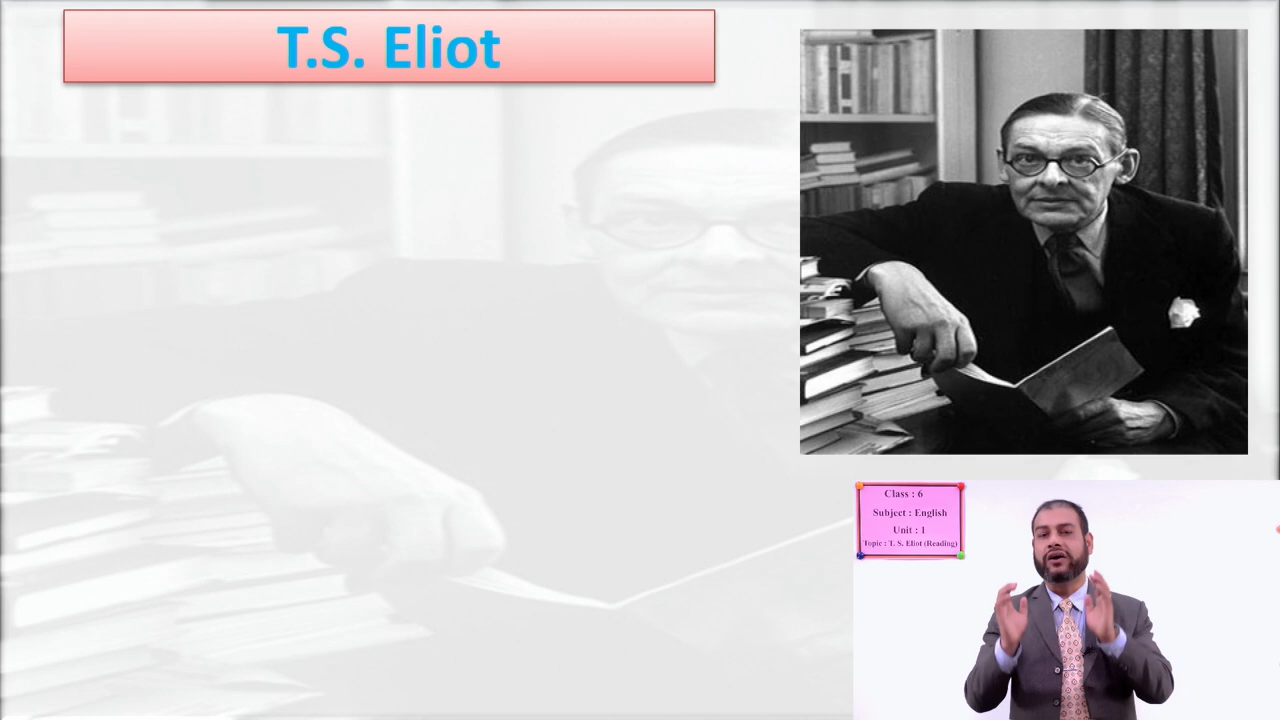 T.S. Eliot
Class : 6
Subject : English
Unit : 1
Topic : T. S. Eliot (Reading)